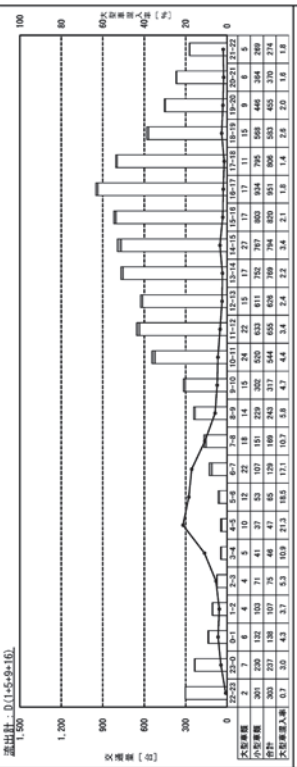 流出計：D(1+5+9+16)
交通量 [台]
1,500
1,200
900
600
300
0
大型車混入率 [%]
100
80
60
40
20
0
22-23 23-0 0-1 1-2 2-3 3-4 4-5 5-6 6-7 7-8 8-9 9-10 10-11 11-12 12-13 13-14 14-15 15-16 16-17 17-18 18-19 19-20 20-21 21-22
大型車類 2 7 6 4 4 5 10 12 22 18 14 15 24 22 15 17 27 17 17 11 15 9 6 5
小型車類 301 230 132 103 71 41 37 53 107 151 229 302 520 633 611 752 767 803 934 795 568 446 364 269
合計 303 237 138 107 75 46 47 65 129 169 243 317 544 655 626 769 794 820 951 806 583 455 370 274
大型車混入率 0.7 3.0 4.3 3.7 5.3 10.9 21.3 18.5 17.1 10.7 5.8 4.7 4.4 3.4 2.4 2.2 3.4 2.1 1.8 1.4 2.6 2.0 1.6 1.8